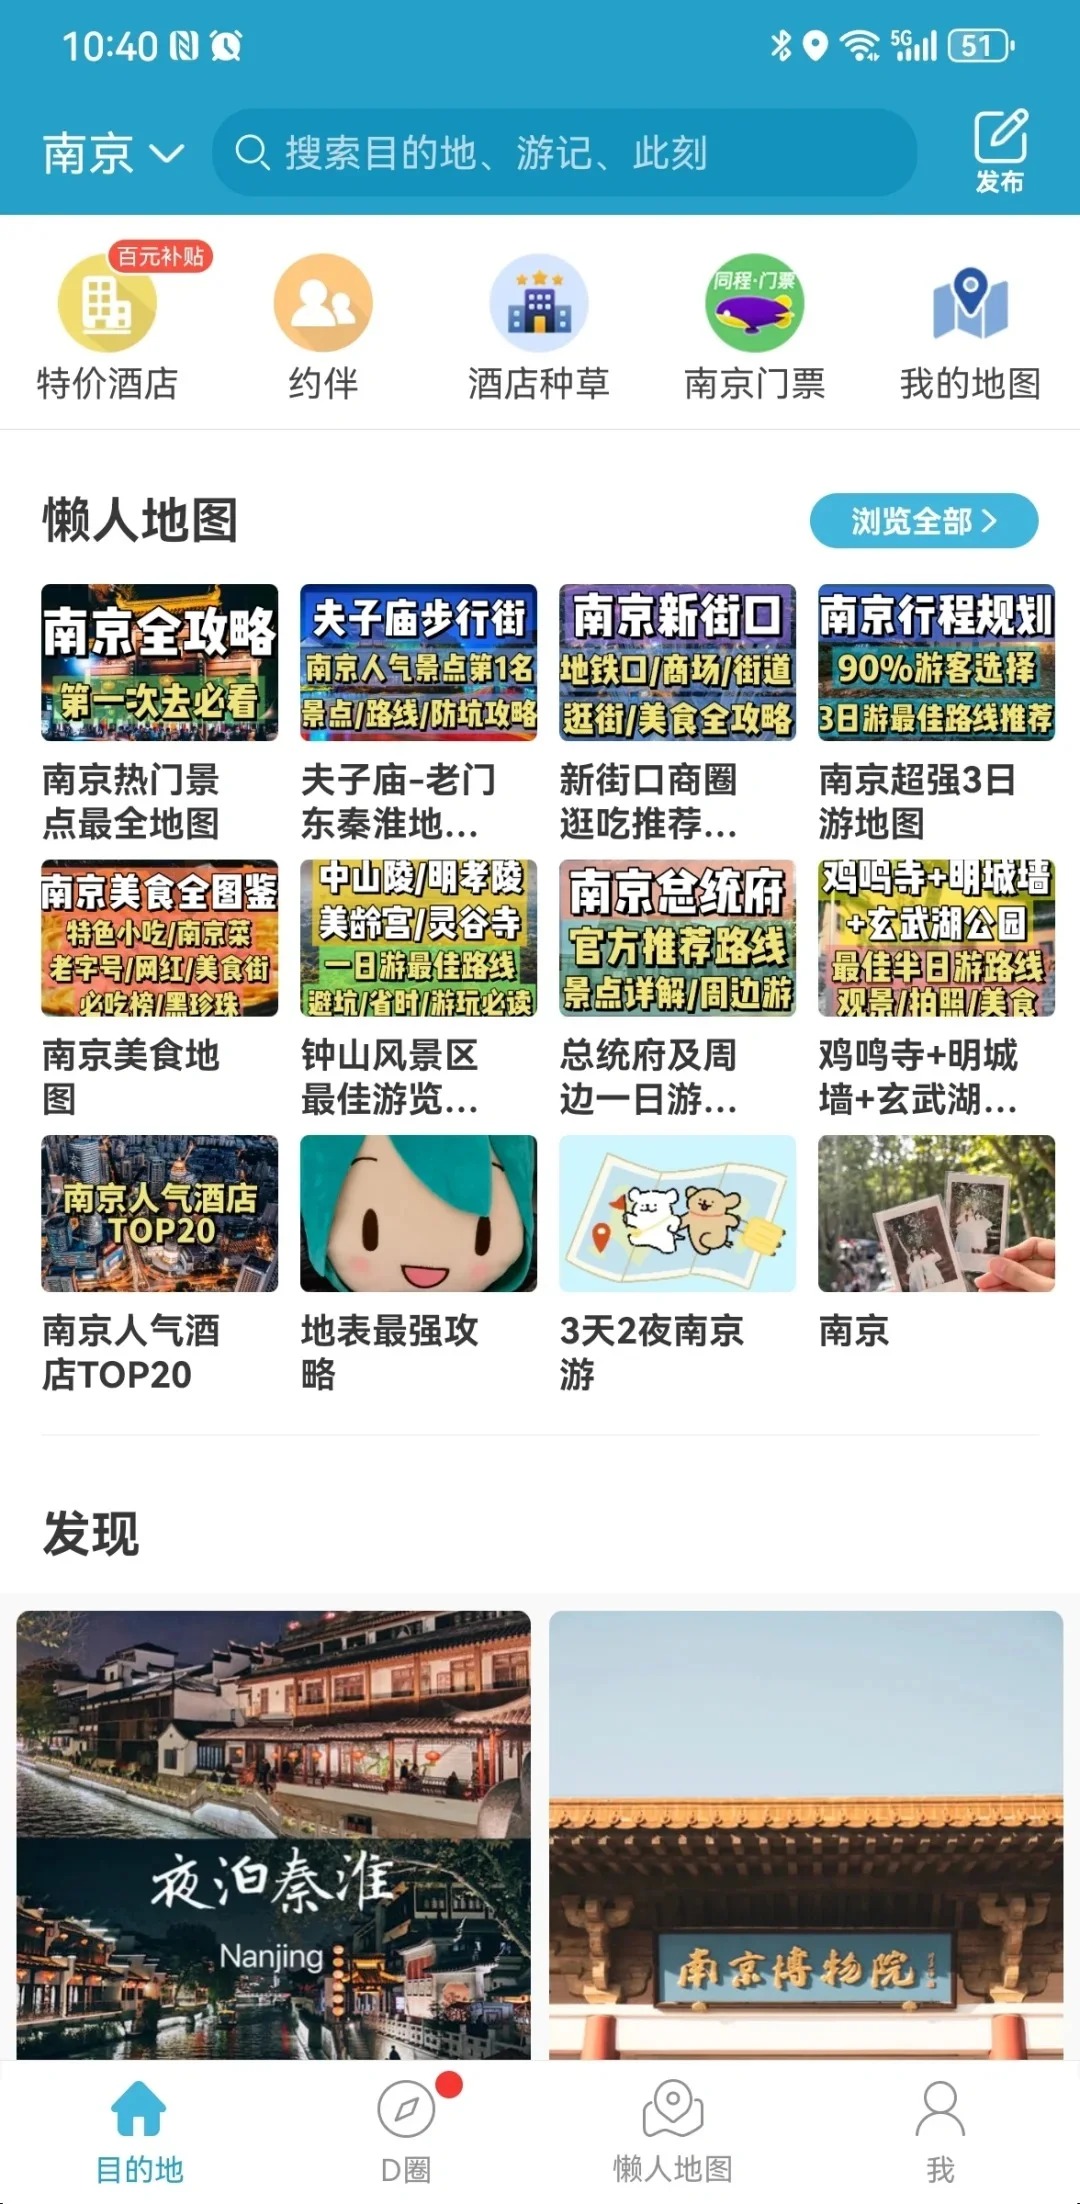 10:40
5G
51
南京
搜索目的地、游记、此刻
发布
百元补贴
同程·门票
特价酒店
约伴
酒店种草
南京门票
我的地图
懒人地图
浏览全部
南京全攻略
第一次去必看
夫子庙步行街
南京人气景点第1名
景点/路线/防坑攻略
南京新街口
地铁口/商场/街道
逛街/美食全攻略
南京行程规划
90%游客选择
3日游最佳路线推荐
南京热门景
点最全地图
夫子庙-老门
东秦淮地...
新街口商圈
逛吃推荐...
南京超强3日
游地图
南京美食全图鉴
特色小吃/南京菜
老字号/网红/美食街
必吃榜/黑珍珠
中山陵/明孝陵
美龄宫/灵谷寺
一日游最佳路线
避坑/省时/游玩必读
南京总统府
官方推荐路线
景点详解/周边游
鸡鸣寺+明城墙
+玄武湖公园
最佳半日游路线
观景/拍照/美食
南京美食地
图
钟山风景区
最佳游览...
总统府及周
边一日游...
鸡鸣寺+明城
墙+玄武湖...
南京人气酒店
TOP20
南京人气酒
店TOP20
地表最强攻
略
3天2夜南京
游
南京
发现
夜泊秦淮
Nanjing
南京博物院
目的地
D圈
懒人地图
我